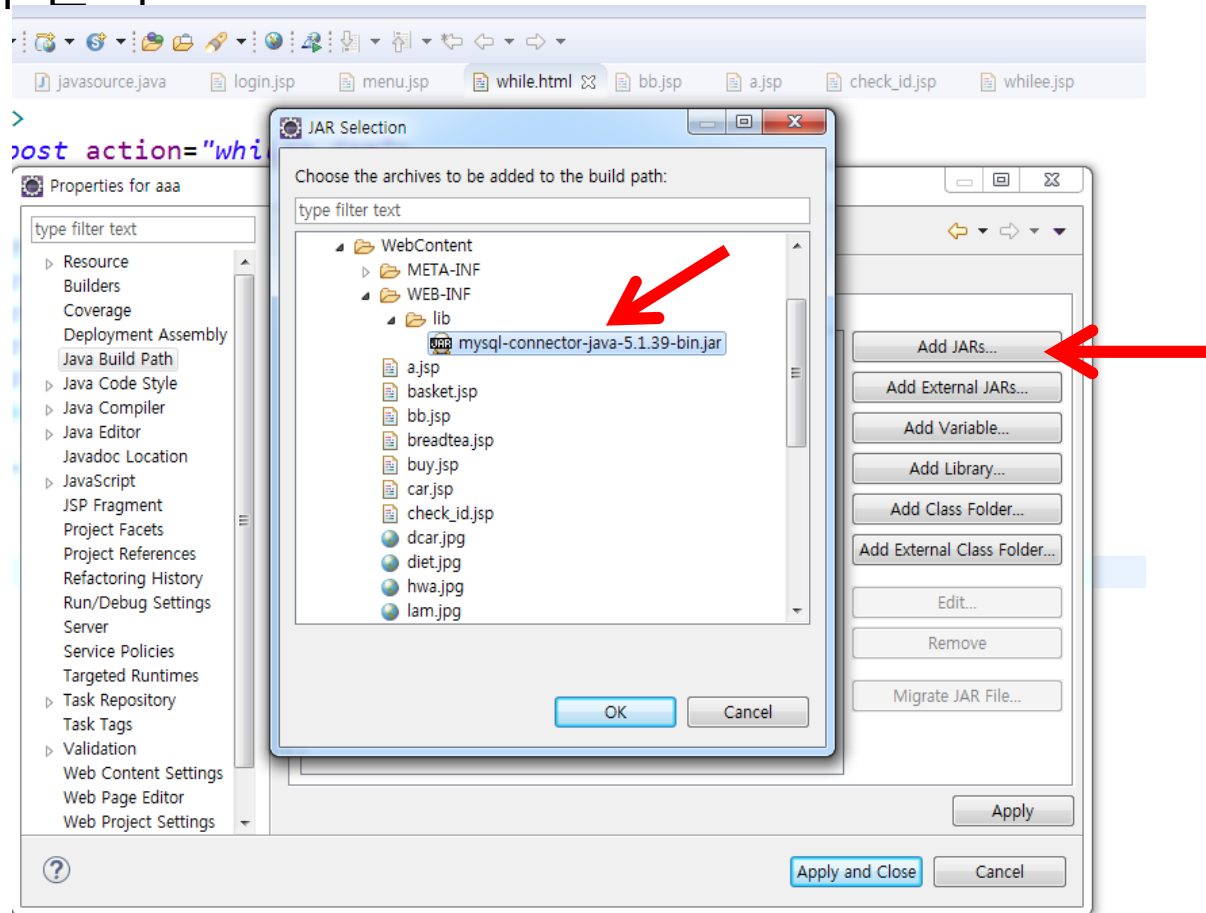 javasource.java login.jsp menu.jsp while.html bb.jsp a.jsp check_id.jsp whilee.jsp
>
post action="whi
JAR Selection
Choose the archives to be added to the build path:
type filter text
WebContent
META-INF
WEB-INF
lib
mysql-connector-java-5.1.39-bin.jar
a.jsp
basket.jsp
bb.jsp
breadtea.jsp
buy.jsp
car.jsp
check_id.jsp
dcar.jpg
diet.jpg
hwa.jpg
lam.jpg
OK Cancel
Properties for aaa
type filter text
Resource
Builders
Coverage
Deployment Assembly
Java Build Path
Java Code Style
Java Compiler
Java Editor
Javadoc Location
JavaScript
JSP Fragment
Project Facets
Project References
Refactoring History
Run/Debug Settings
Server
Service Policies
Targeted Runtimes
Task Repository
Task Tags
Validation
Web Content Settings
Web Page Editor
Web Project Settings
Add JARs...
Add External JARs...
Add Variable...
Add Library...
Add Class Folder...
Add External Class Folder...
Edit...
Remove
Migrate JAR File...
Apply
Apply and Close Cancel